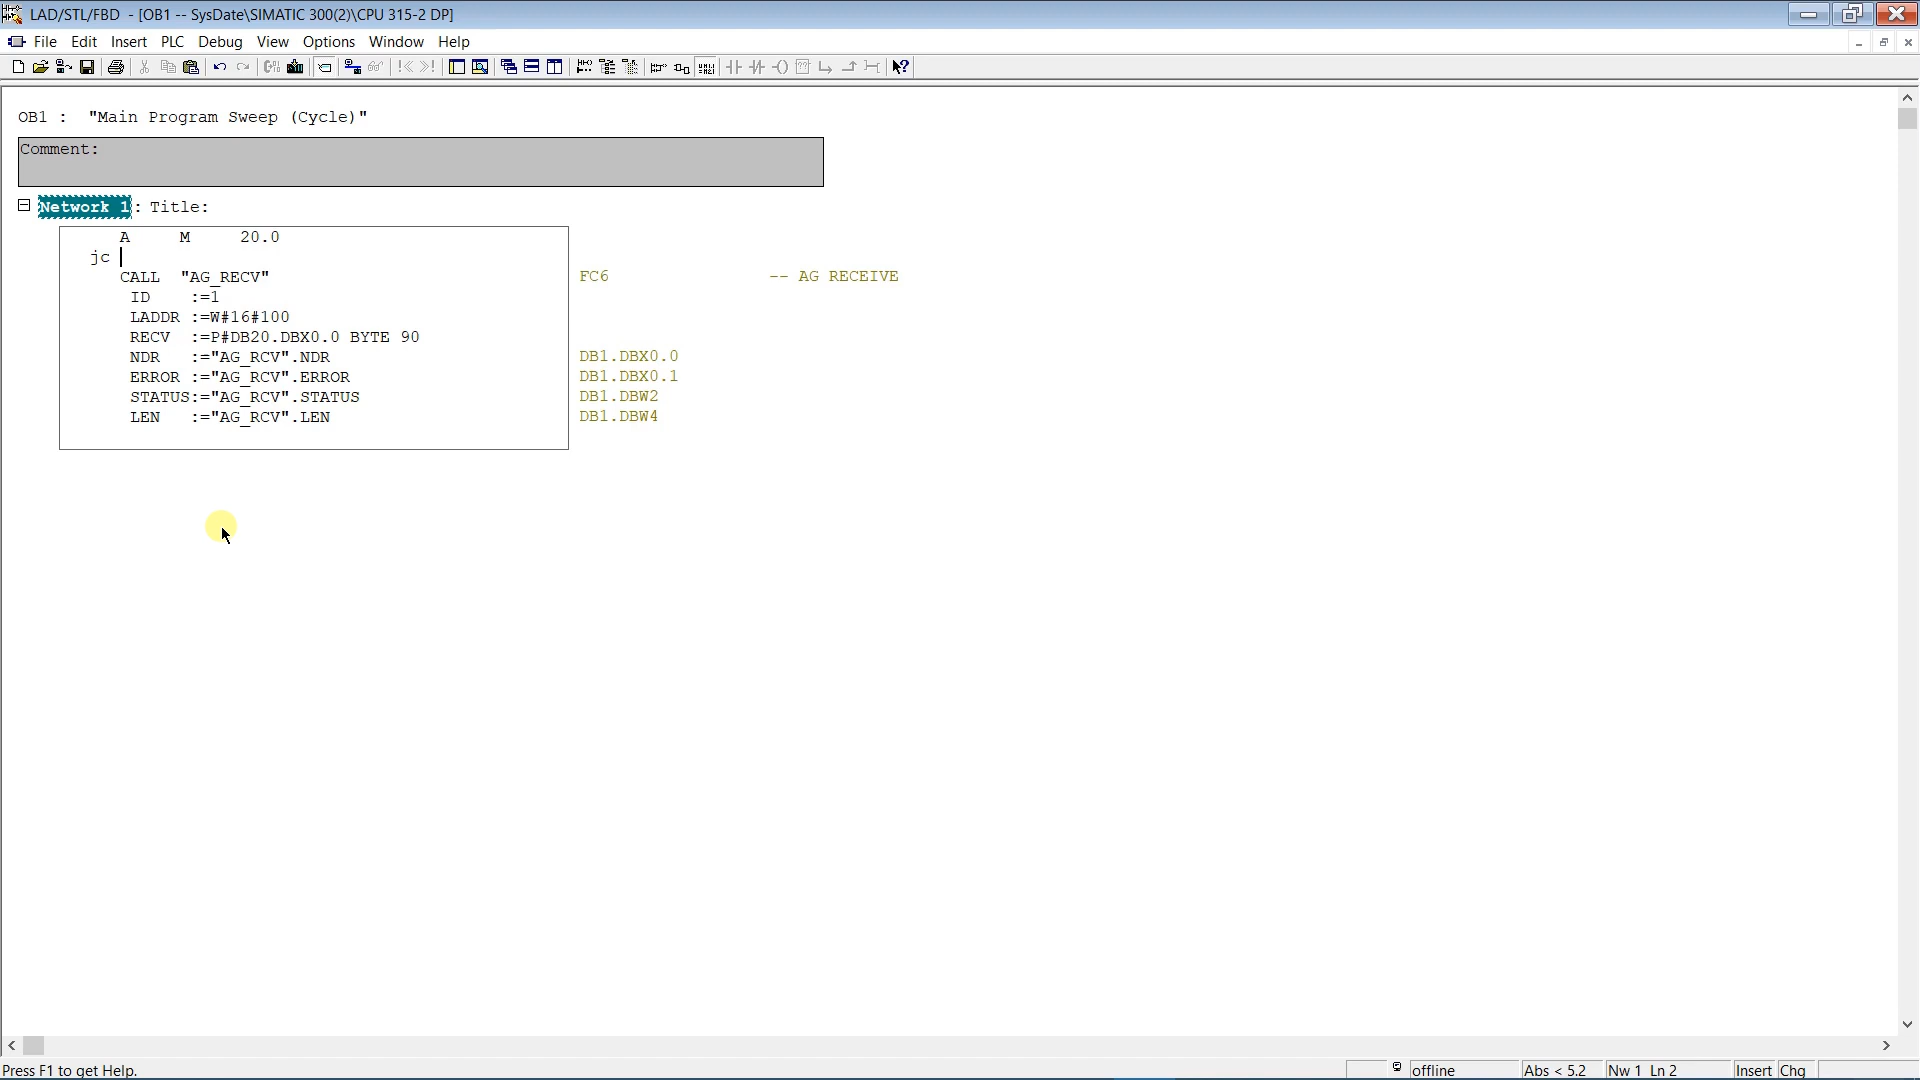 LAD/STL/FBD - [OB1 -- SysDate\SIMATIC 300(2)\CPU 315-2 DP]
File Edit Insert PLC Debug View Options Window Help
OB1 : "Main Program Sweep (Cycle)"
Comment:
Network 1: Title:
A M 20.0
jc
CALL "AG_RECV" FC6 -- AG RECEIVE
ID :=1
LADDR :=W#16#100
RECV :=P#DB20.DBX0.0 BYTE 90
NDR :="AG_RCV".NDR DB1.DBX0.0
ERROR :="AG_RCV".ERROR DB1.DBX0.1
STATUS:="AG_RCV".STATUS DB1.DBW2
LEN :="AG_RCV".LEN DB1.DBW4
Press F1 to get Help. offline Abs < 5.2 Nw 1 Ln 2 Insert Chg